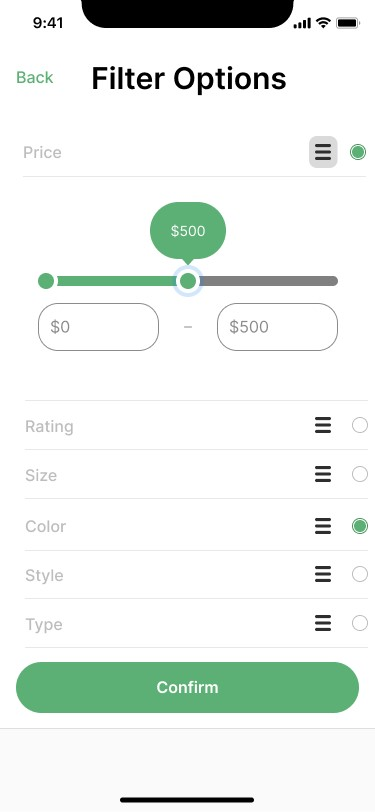 9:41
Back
Filter Options
Price
$500
$0 – $500
Rating
Size
Color
Style
Type
Confirm